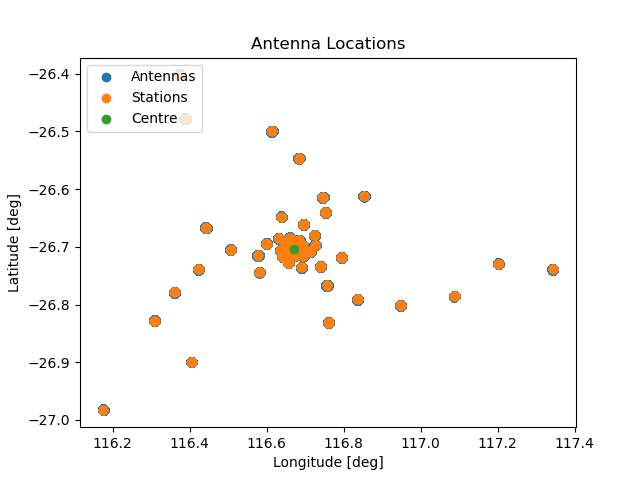 Antenna Locations
Antennas
Stations
Centre
−26.4
−26.5
−26.6
−26.7
−26.8
−26.9
−27.0
Latitude [deg]
116.2 116.4 116.6 116.8 117.0 117.2 117.4
Longitude [deg]